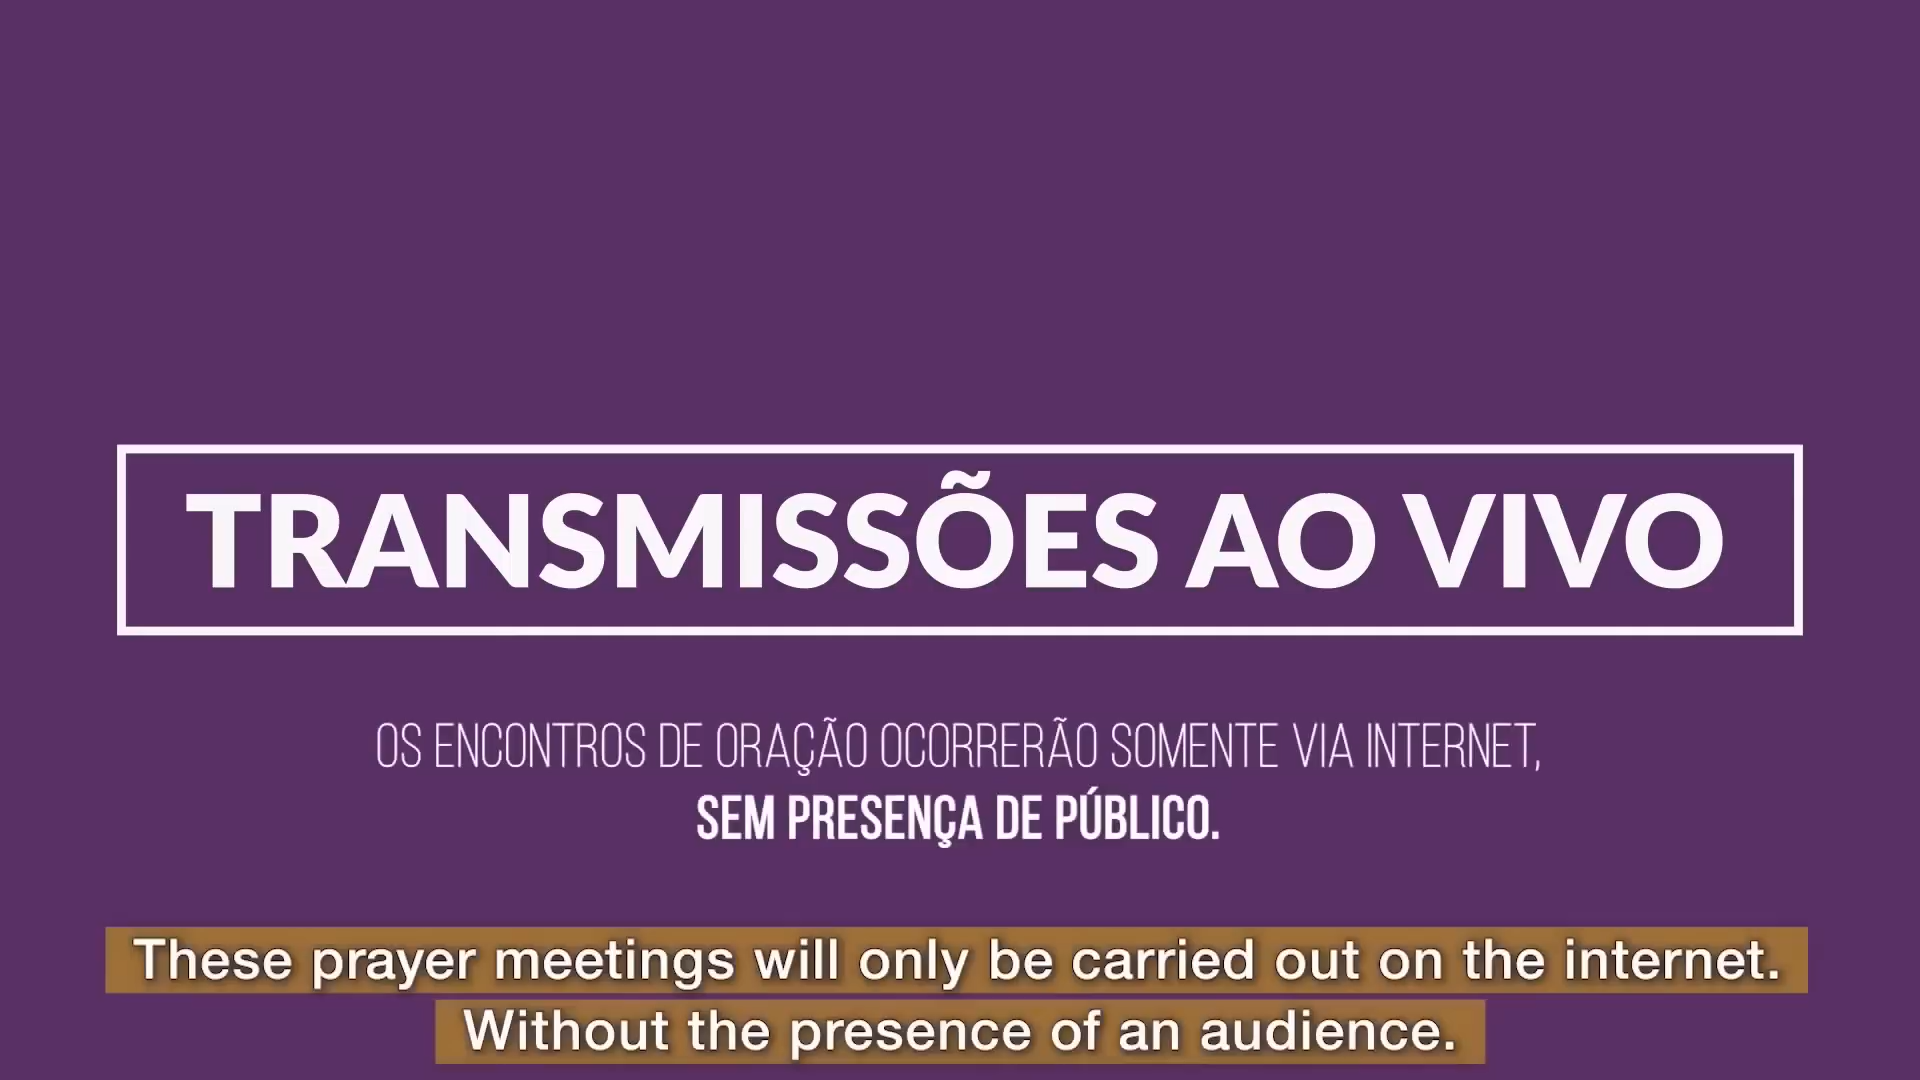 TRANSMISSÕES AO VIVO
OS ENCONTROS DE ORAÇÃO OCORRERÃO SOMENTE VIA INTERNET,
SEM PRESENÇA DE PÚBLICO.
These prayer meetings will only be carried out on the internet.
Without the presence of an audience.